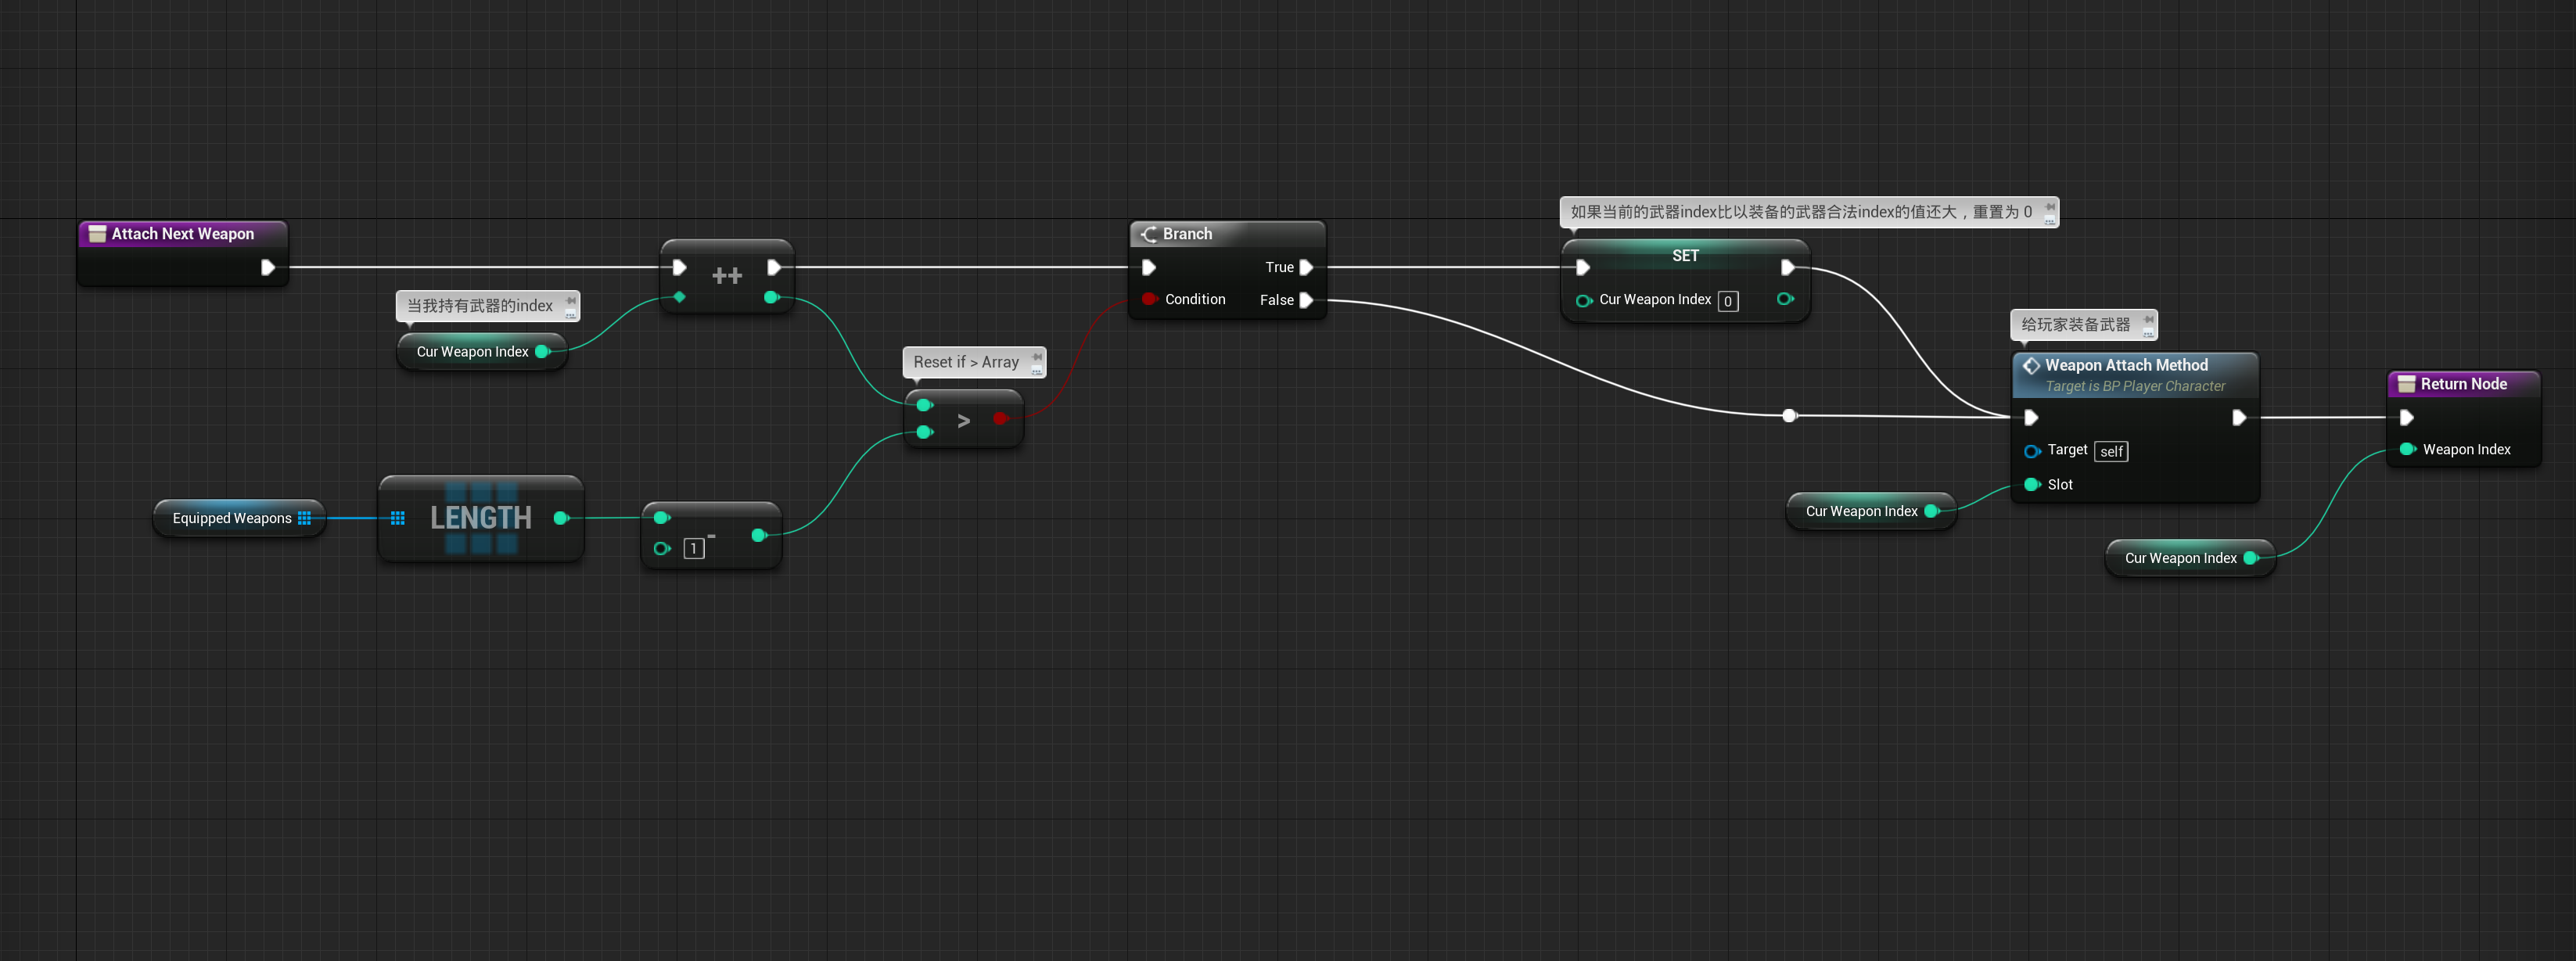 Attach Next Weapon
当我持有武器的index
Cur Weapon Index
++
Reset if > Array
>
Equipped Weapons
LENGTH
-
1
Branch
True
Condition
False
如果当前的武器index比以装备的武器合法index的值还大，重置为 0
SET
Cur Weapon Index 0
给玩家装备武器
Weapon Attach Method
Target is BP Player Character
Target self
Slot
Cur Weapon Index
Return Node
Weapon Index
Cur Weapon Index